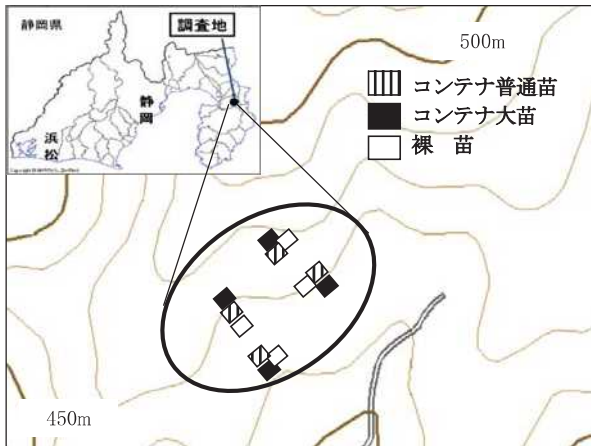 静岡県
調査地
静岡
浜松
500m
コンテナ普通苗
コンテナ大苗
裸 苗
450m